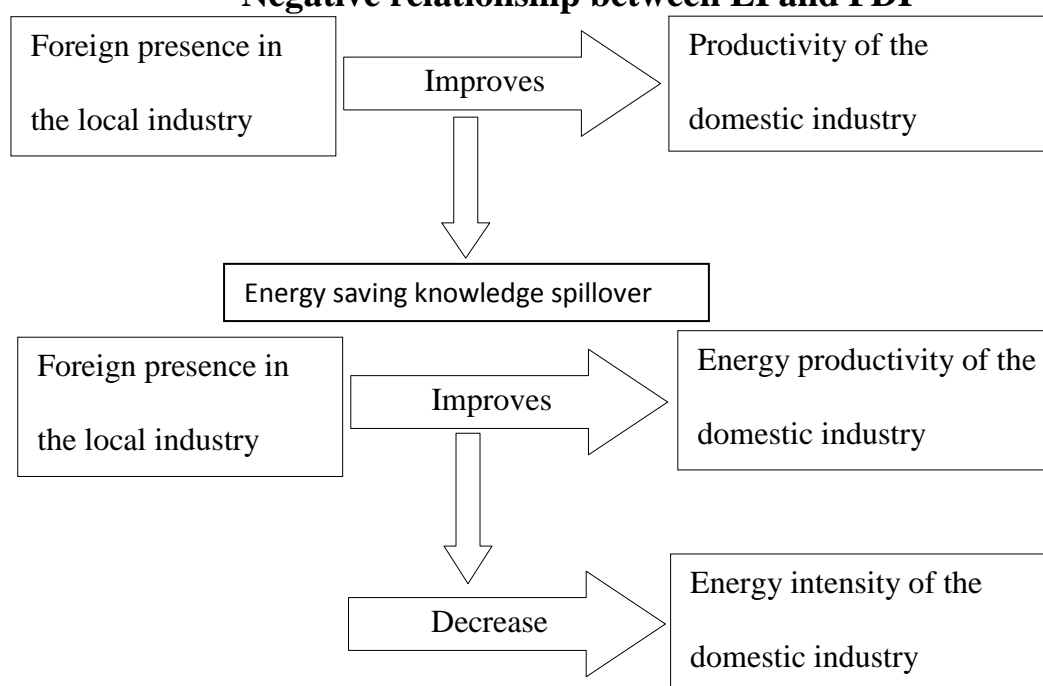 Negative relationship between EI and FDI
Foreign presence in
the local industry
Improves
Productivity of the
domestic industry
Energy saving knowledge spillover
Foreign presence in
the local industry
Improves
Energy productivity of the
domestic industry
Decrease
Energy intensity of the
domestic industry